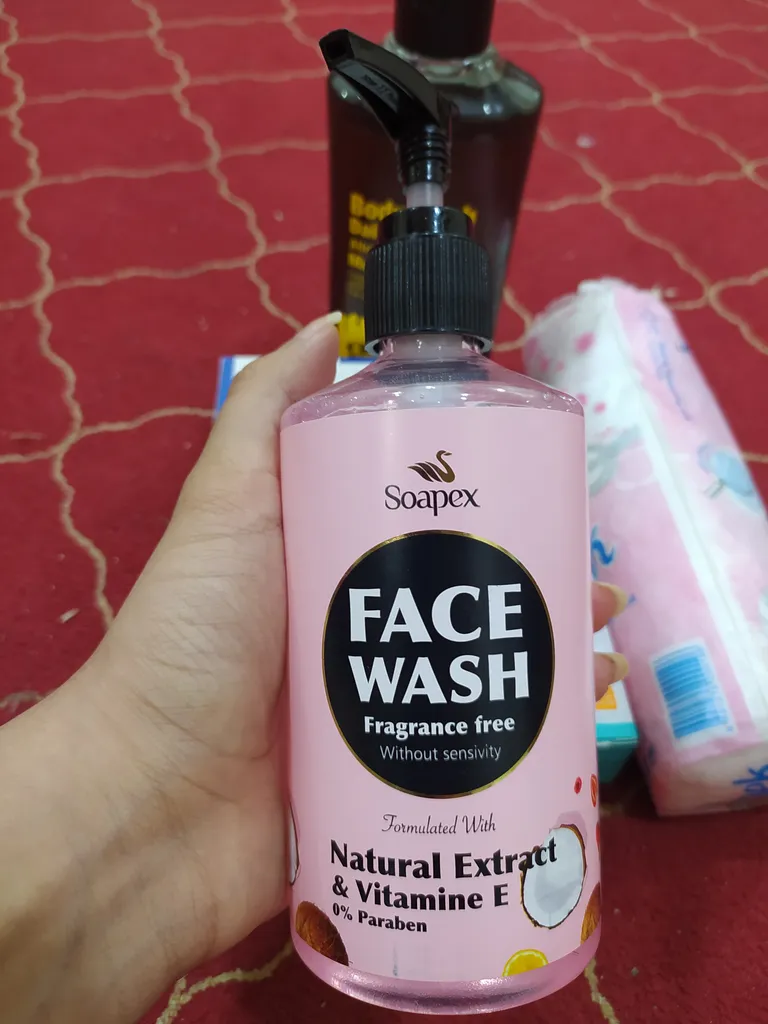 Soapex
FACE
WASH
Fragrance free
Without sensivity
Formulated With
Natural Extract
& Vitamine E
0% Paraben